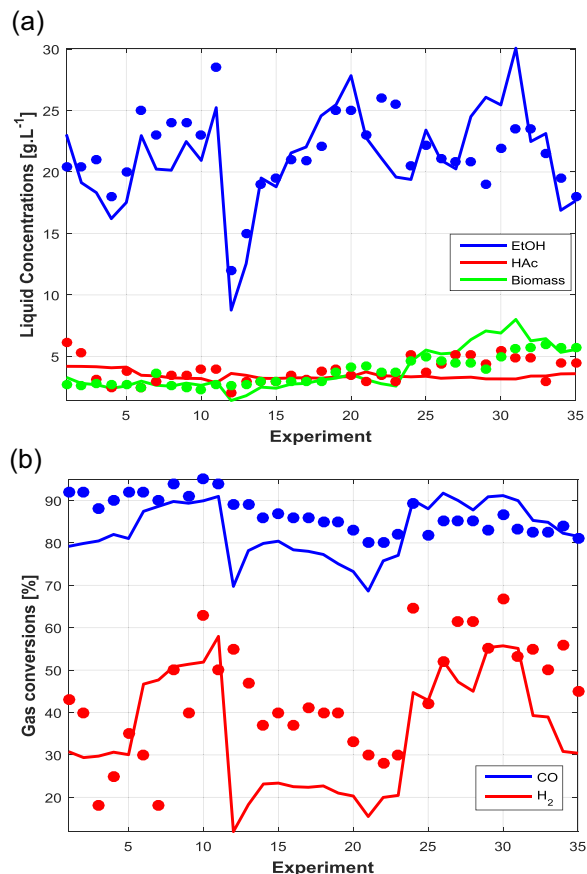 (a)
Liquid Concentrations [g.L⁻¹]
30
25
20
15
10
5
EtOH
HAc
Biomass
5
10
15
20
25
30
35
Experiment
(b)
Gas conversions [%]
90
80
70
60
50
40
30
20
CO
H₂
5
10
15
20
25
30
35
Experiment